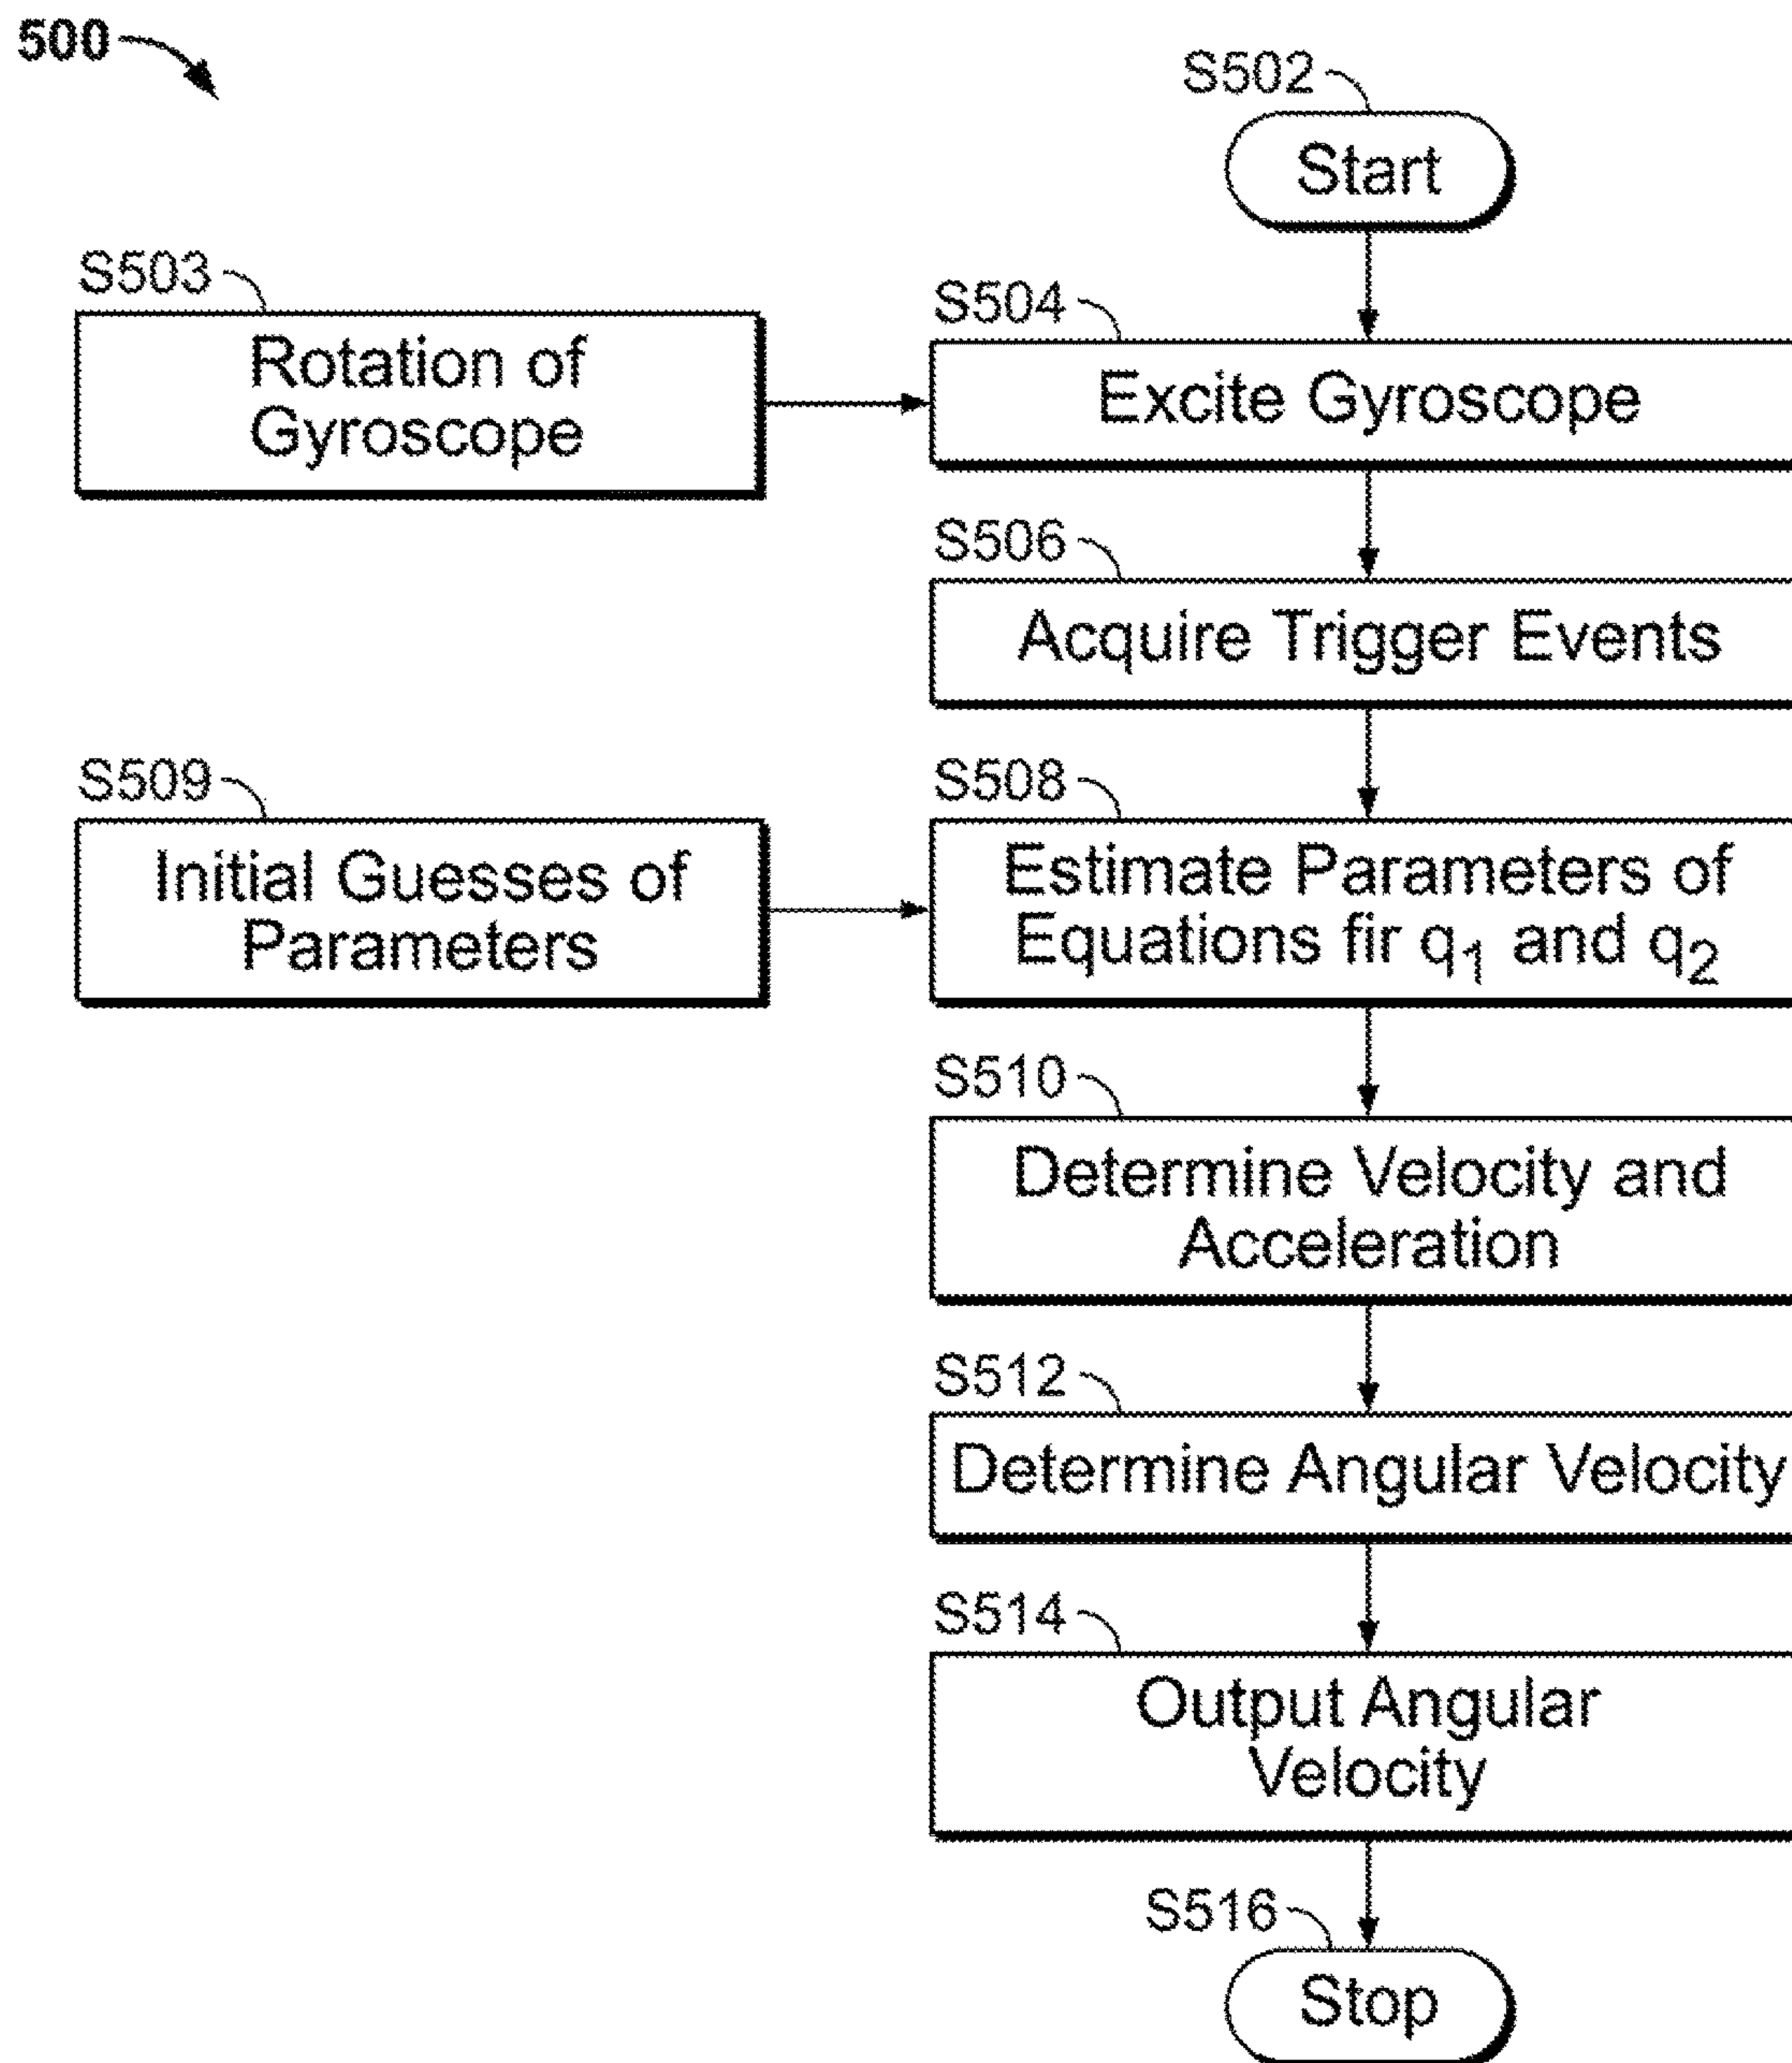 500
S502
Start
S503
Rotation of
Gyroscope
S504
Excite Gyroscope
S506
Acquire Trigger Events
S509
Initial Guesses of
Parameters
S508
Estimate Parameters of
Equations fir q₁ and q₂
S510
Determine Velocity and
Acceleration
S512
Determine Angular Velocity
S514
Output Angular
Velocity
S516
Stop